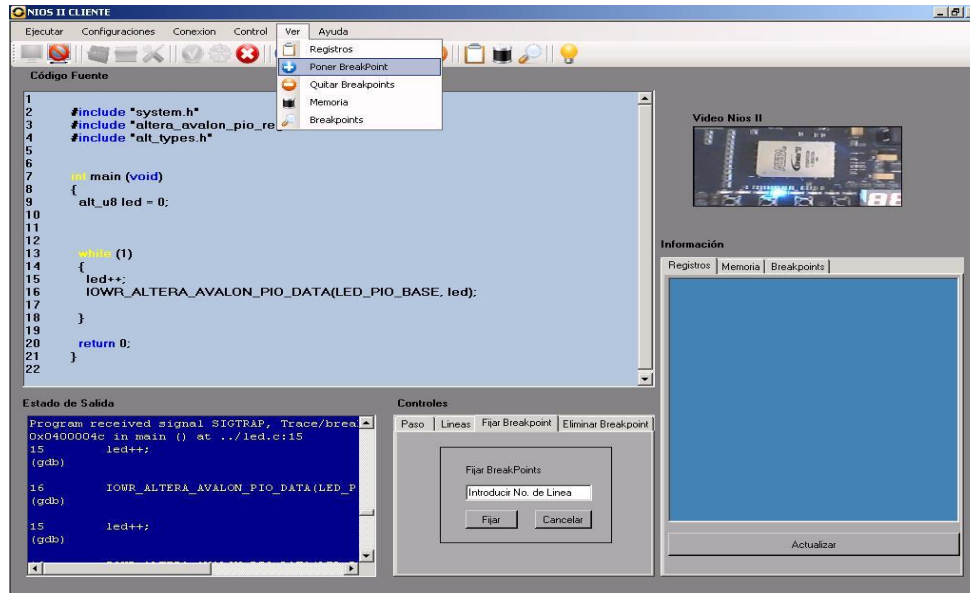 NIOS II CLIENTE
Ejecutar Configuraciones Conexion Control Ver Ayuda
Registros
Poner BreakPoint
Quitar Breakpoints
Memoria
Breakpoints
Código Fuente
1
2 #include "system.h"
3 #include "altera_avalon_pio_re
4 #include "alt_types.h"
5
6
7 int main (void)
8 {
9 alt_u8 led = 0;
10
11
12
13 while (1)
14 {
15 led++;
16 IOWR_ALTERA_AVALON_PIO_DATA(LED_PIO_BASE, led);
17
18 }
19
20 return 0;
21 }
22
Video Nios II
Información
Registros Memoria Breakpoints
Actualizar
Estado de Salida
Program received signal SIGTRAP, Trace/brea
0x0400004c in main () at ../led.c:15
15 led++;
(gdb)
16 IOWR_ALTERA_AVALON_PIO_DATA(LED_P
(gdb)
15 led++;
(gdb)
Controles
Paso Lineas Fijar Breakpoint Eliminar Breakpoint
Fijar BreakPoints
Introducir No. de Linea
Fijar Cancelar